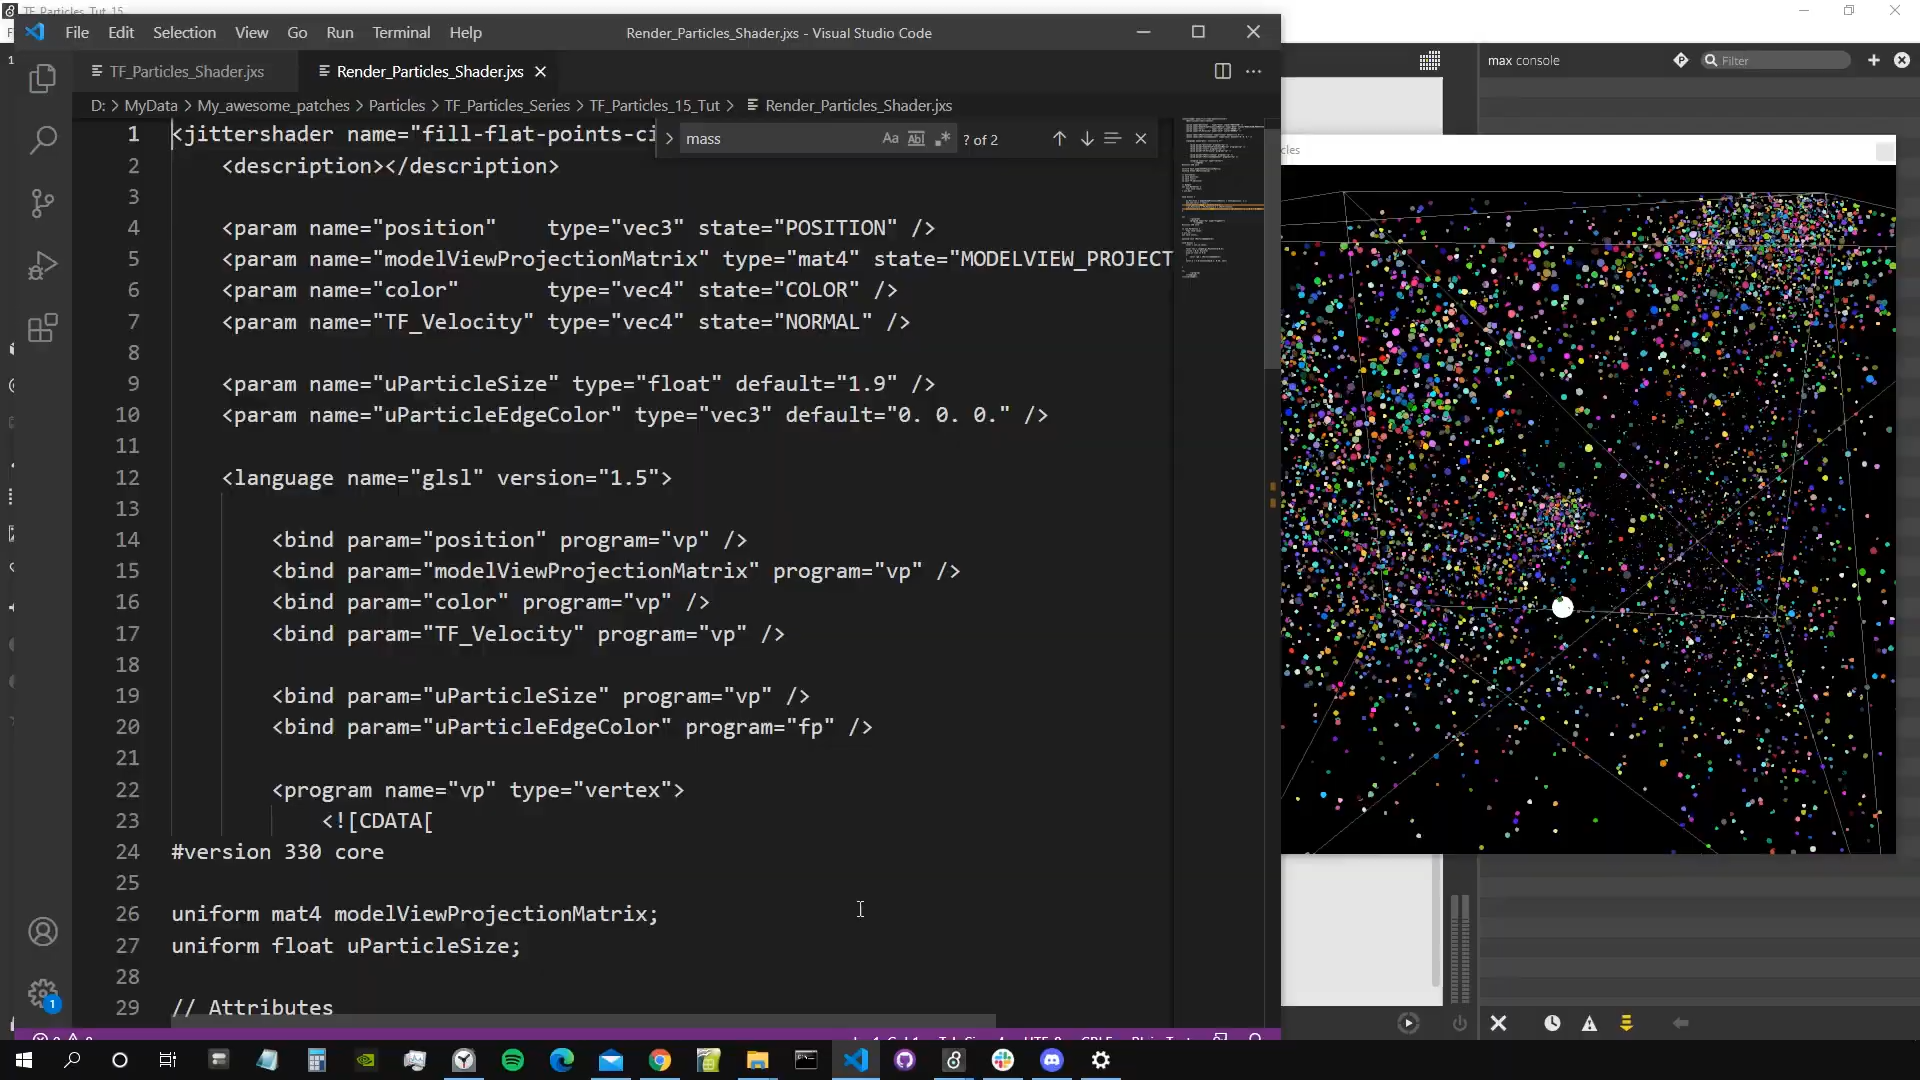 TF_Particles_Tut_15
File Edit Selection View Go Run Terminal Help
Render_Particles_Shader.jxs - Visual Studio Code
TF_Particles_Shader.jxs
Render_Particles_Shader.jxs
D: > MyData > My_awesome_patches > Particles > TF_Particles_Series > TF_Particles_15_Tut > Render_Particles_Shader.jxs
mass
Aa Abl .*
? of 2
1 <jittershader name="fill-flat-points-ci
2 <description></description>
3
4 <param name="position" type="vec3" state="POSITION" />
5 <param name="modelViewProjectionMatrix" type="mat4" state="MODELVIEW_PROJECT
6 <param name="color" type="vec4" state="COLOR" />
7 <param name="TF_Velocity" type="vec4" state="NORMAL" />
8
9 <param name="uParticleSize" type="float" default="1.9" />
10 <param name="uParticleEdgeColor" type="vec3" default="0. 0. 0." />
11
12 <language name="glsl" version="1.5">
13
14 <bind param="position" program="vp" />
15 <bind param="modelViewProjectionMatrix" program="vp" />
16 <bind param="color" program="vp" />
17 <bind param="TF_Velocity" program="vp" />
18
19 <bind param="uParticleSize" program="vp" />
20 <bind param="uParticleEdgeColor" program="fp" />
21
22 <program name="vp" type="vertex">
23 <![CDATA[
24 #version 330 core
25
26 uniform mat4 modelViewProjectionMatrix;
27 uniform float uParticleSize;
28
29 // Attributes
1
max console
Filter
cles